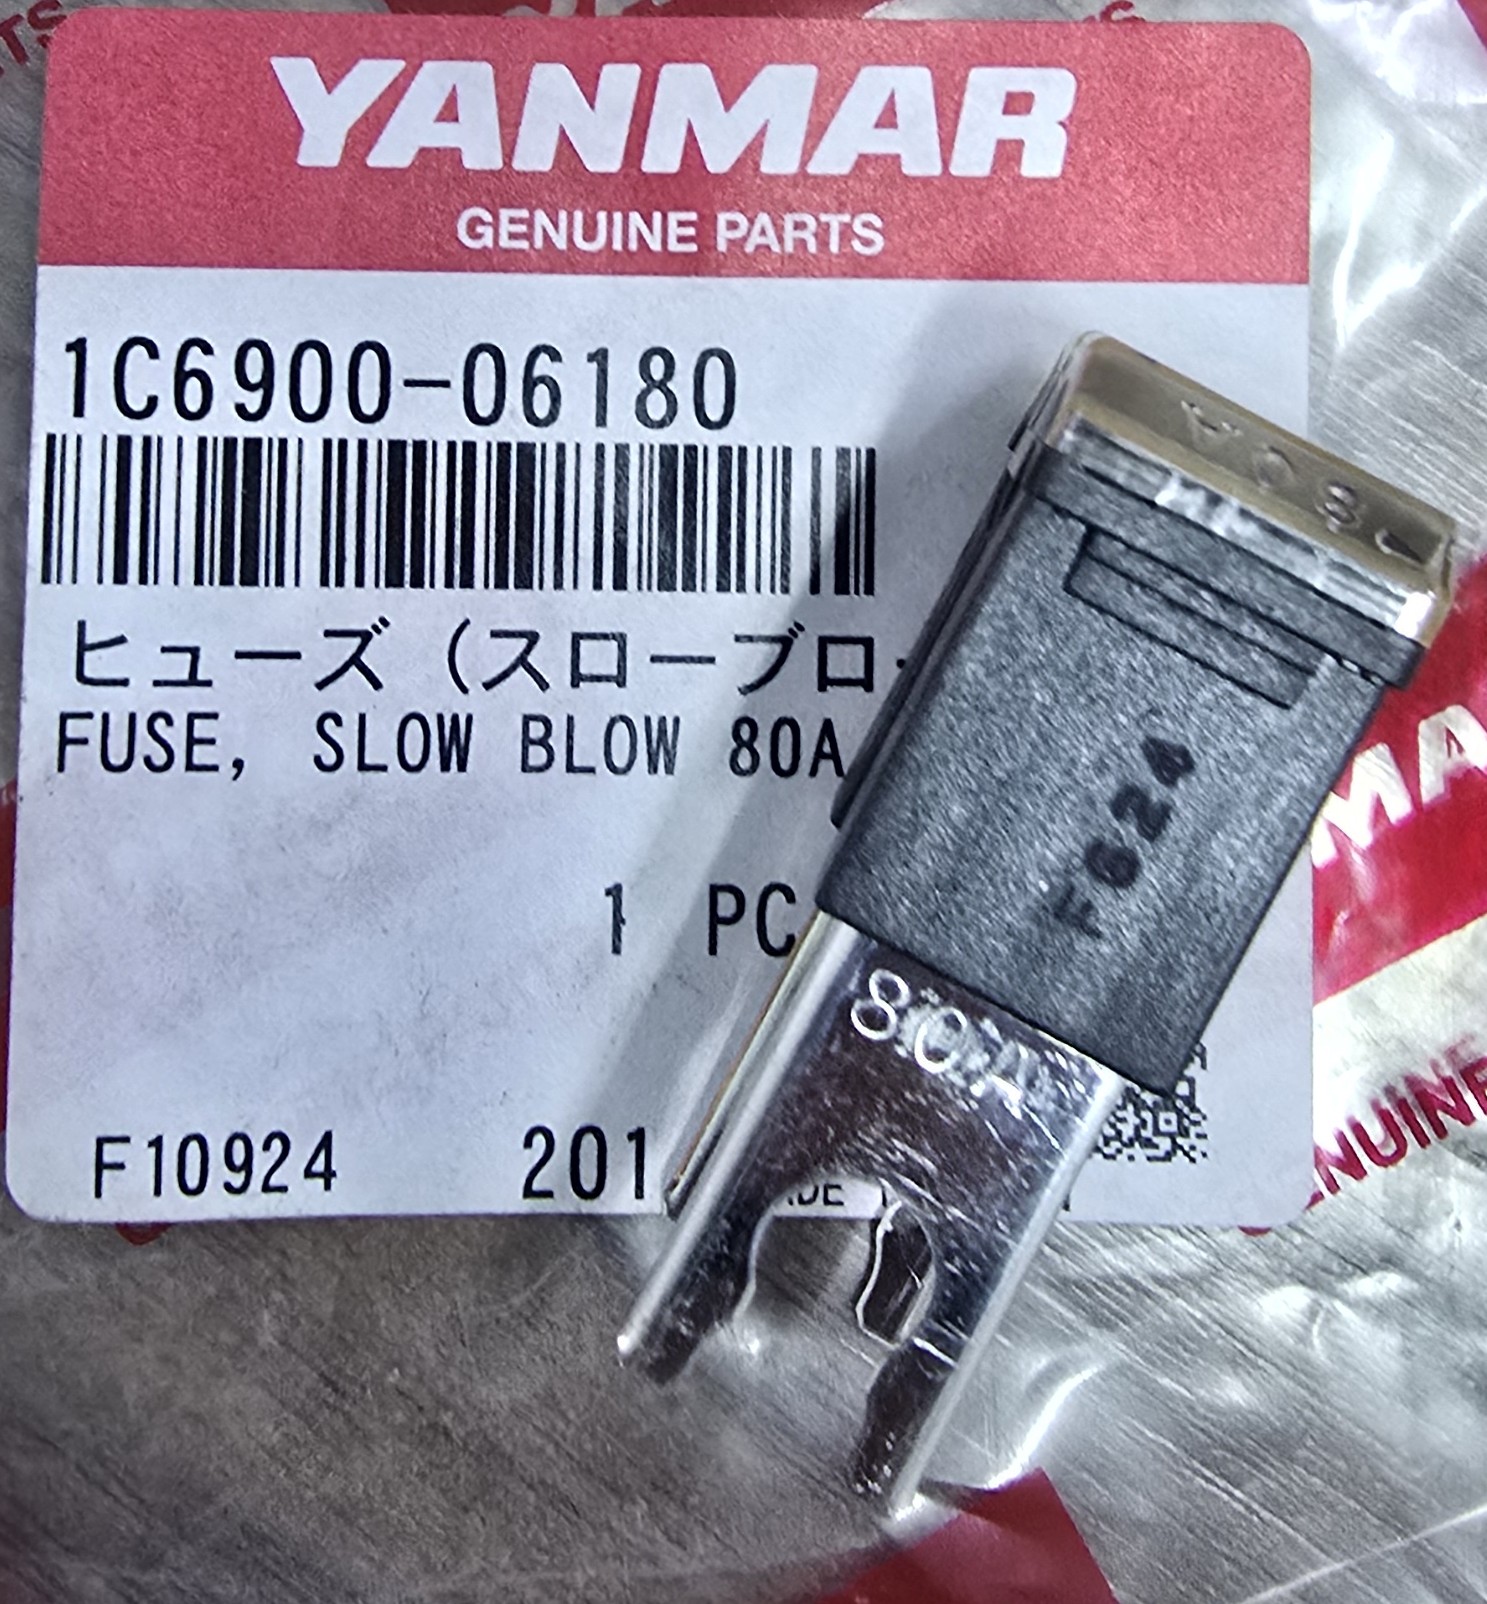 YANMAR
GENUINE PARTS
1C6900-06180
ヒューズ (スローブロ
FUSE, SLOW BLOW 80A
1 PC
F10924 201
80A
F624
80A